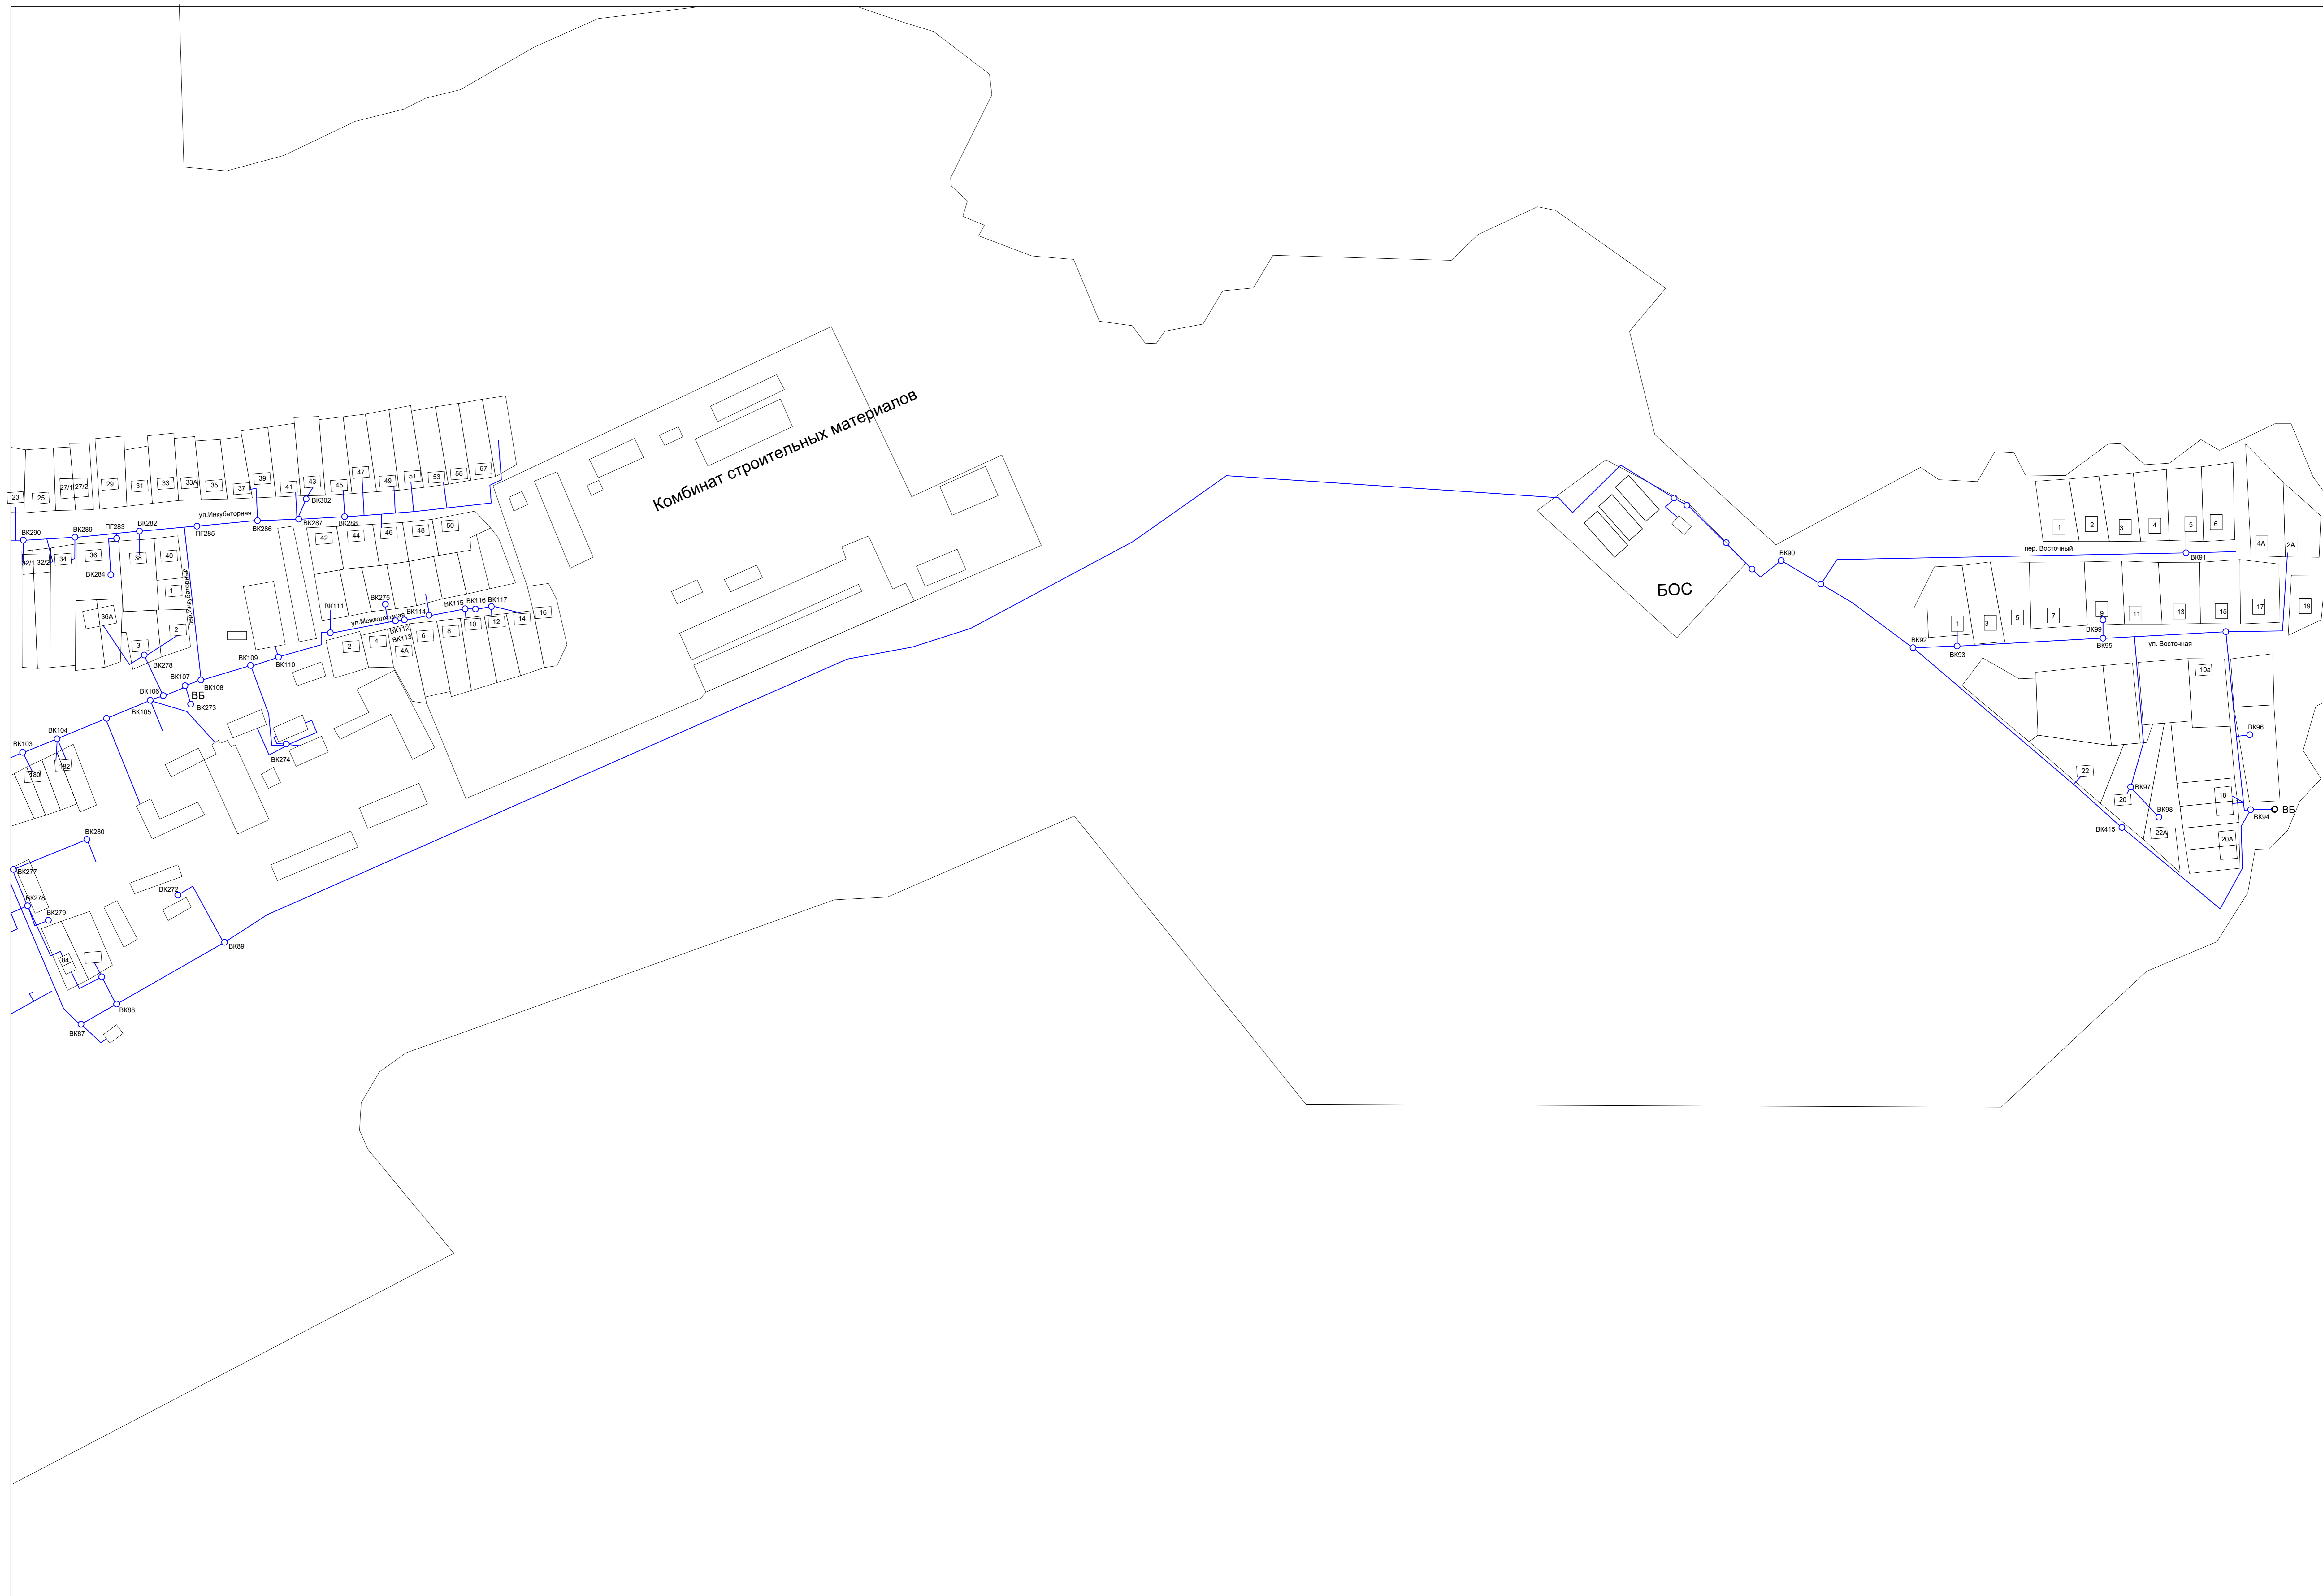 Комбинат строительных материалов
57
55
53
51
47
49
43
45
39
41
37
35
33А
33
31
29
27/1
27/2
25
23
ВК302
ул.Инкубаторная
ВК290
ВК289
ПГ283
ВК282
ПГ285
ВК286
ВК287
ВК288
32/1
32/2
34
36
38
40
42
44
46
48
50
ВК284
1
пер.Инкубаторный
36А
2
3
ВК278
ВК275
ВК111
ул.Межколхозная
ВК112
ВК113
ВК114
ВК115
ВК116
ВК117
2
4
4А
6
8
10
12
14
16
ВК109
ВК110
ВК107
ВК108
ВК106
ВБ
ВК105
ВК273
ВК104
ВК103
180
182
ВК274
ВК280
ВК277
ВК278
ВК279
ВК272
84
ВК89
ВК88
ВК87
БОС
ВК90
1
2
3
4
5
6
4А
2А
пер. Восточный
ВК91
1
3
5
7
9
11
13
15
17
19
ВК99
ВК92
ВК93
ВК95
ул. Восточная
10а
ВК96
22
ВК97
20
ВК98
18
ВБ
ВК94
ВК415
22А
20А